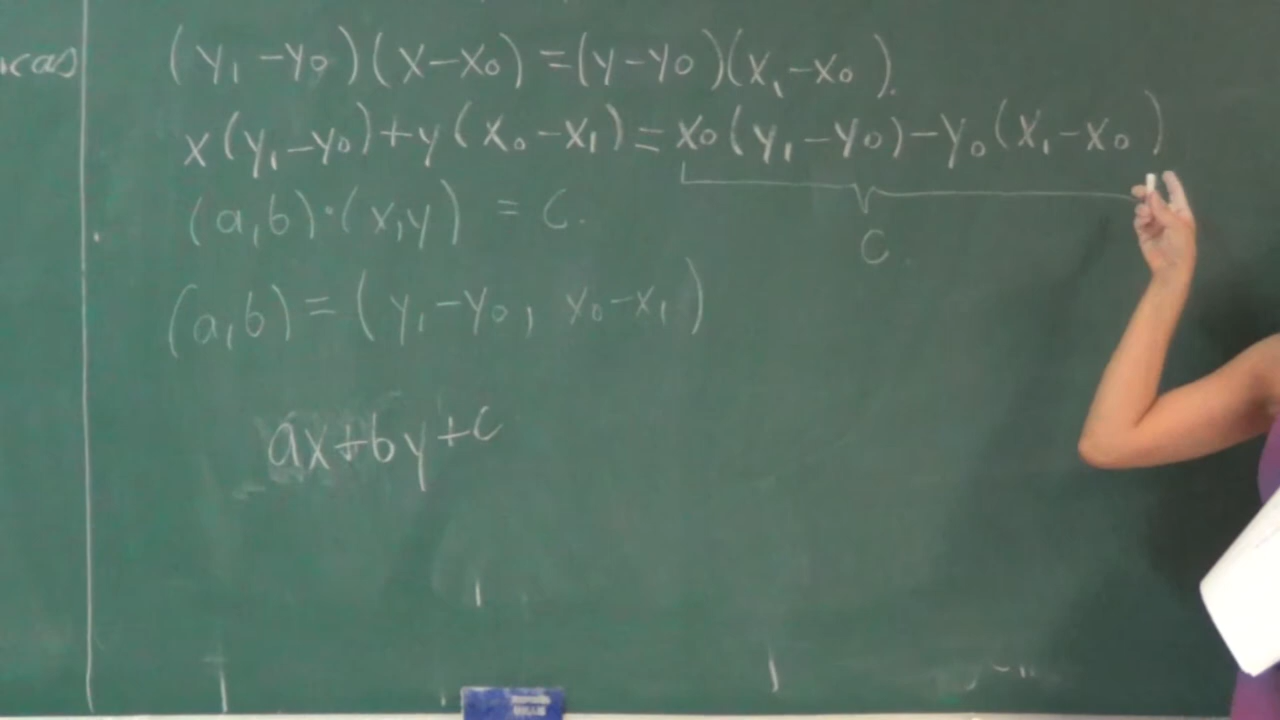 (y₁-y₀)(x-x₀)=(y-y₀)(x₁-x₀).
x(y₁-y₀)+y(x₀-x₁)=x₀(y₁-y₀)-y₀(x₁-x₀)
(a,b)·(x,y) = C.
C.
(a,b)=(y₁-y₀, x₀-x₁)
ax+by+c